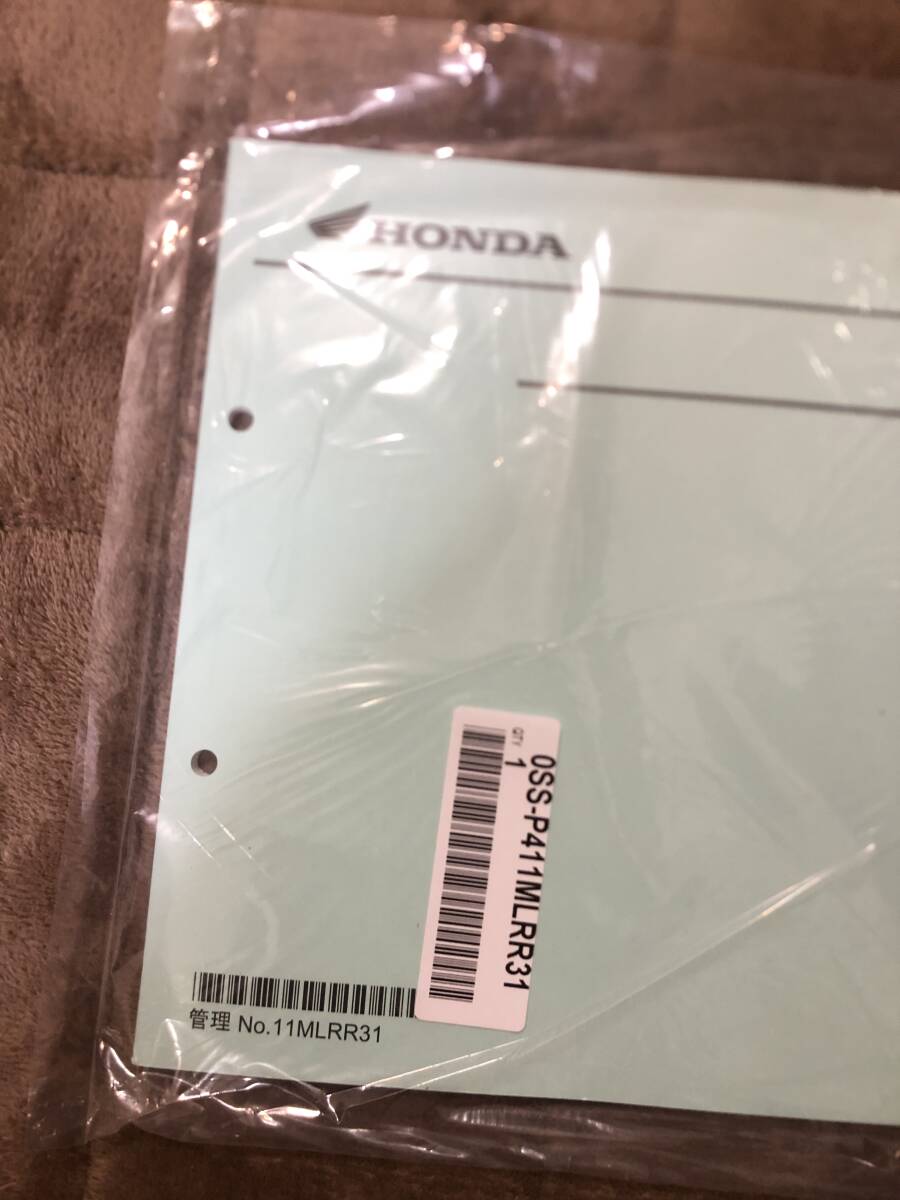 HONDA
0SS-P411MLRR31
QTY 1
管理 No.11MLRR31